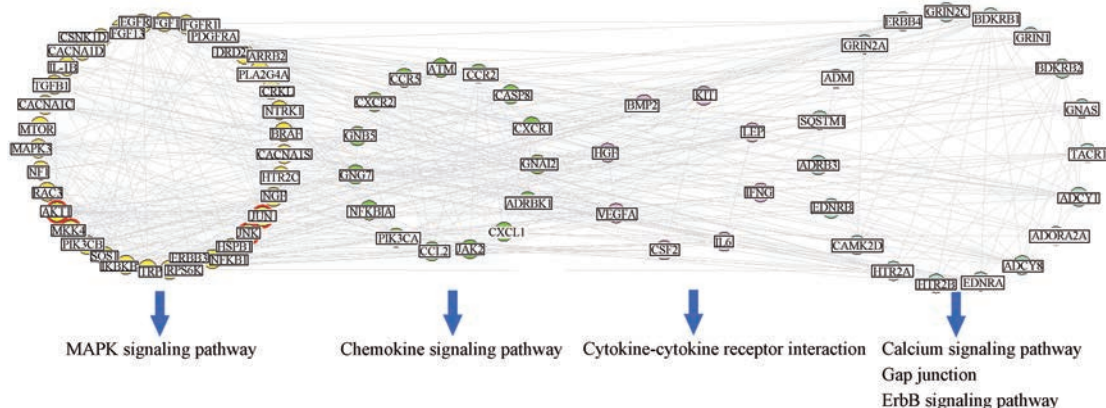 EGFR
FGF1
FGFR1
FGF13
PDGFRA
CSNK1D
DRD2
ARRB2
CACNA1D
PLA2G4A
IL-1B
CRKL
TGFB1
NTRK1
CACNA1C
BRAF
MTOR
CACNA1S
MAPK3
HTR2C
NF1
NGF
RAC3
JUN
AKT1
JNK
MKK4
HSPB1
PIK3CB
NFKB1
SOS1
ERBB3
IKBKB
RPS6K
TRP
ATM
CCR5
CCR2
CXCR2
CASP8
CXCR1
GNB5
GNAI2
GNG7
ADRBK1
NFKBIA
CXCL1
PIK3CA
JAK2
CCL2
KIT
BMP2
LEP
HGF
IFNG
VEGFA
IL6
CSF2
GRIN2C
ERBB4
BDKRB1
GRIN2A
GRIN1
ADM
BDKRB2
SQSTM1
GNAS
ADRB3
TACR1
EDNRB
ADCY1
CAMK2D
ADORA2A
HTR2A
ADCY8
HTR2B
EDNRA
MAPK signaling pathway
Chemokine signaling pathway
Cytokine-cytokine receptor interaction
Calcium signaling pathway
Gap junction
ErbB signaling pathway